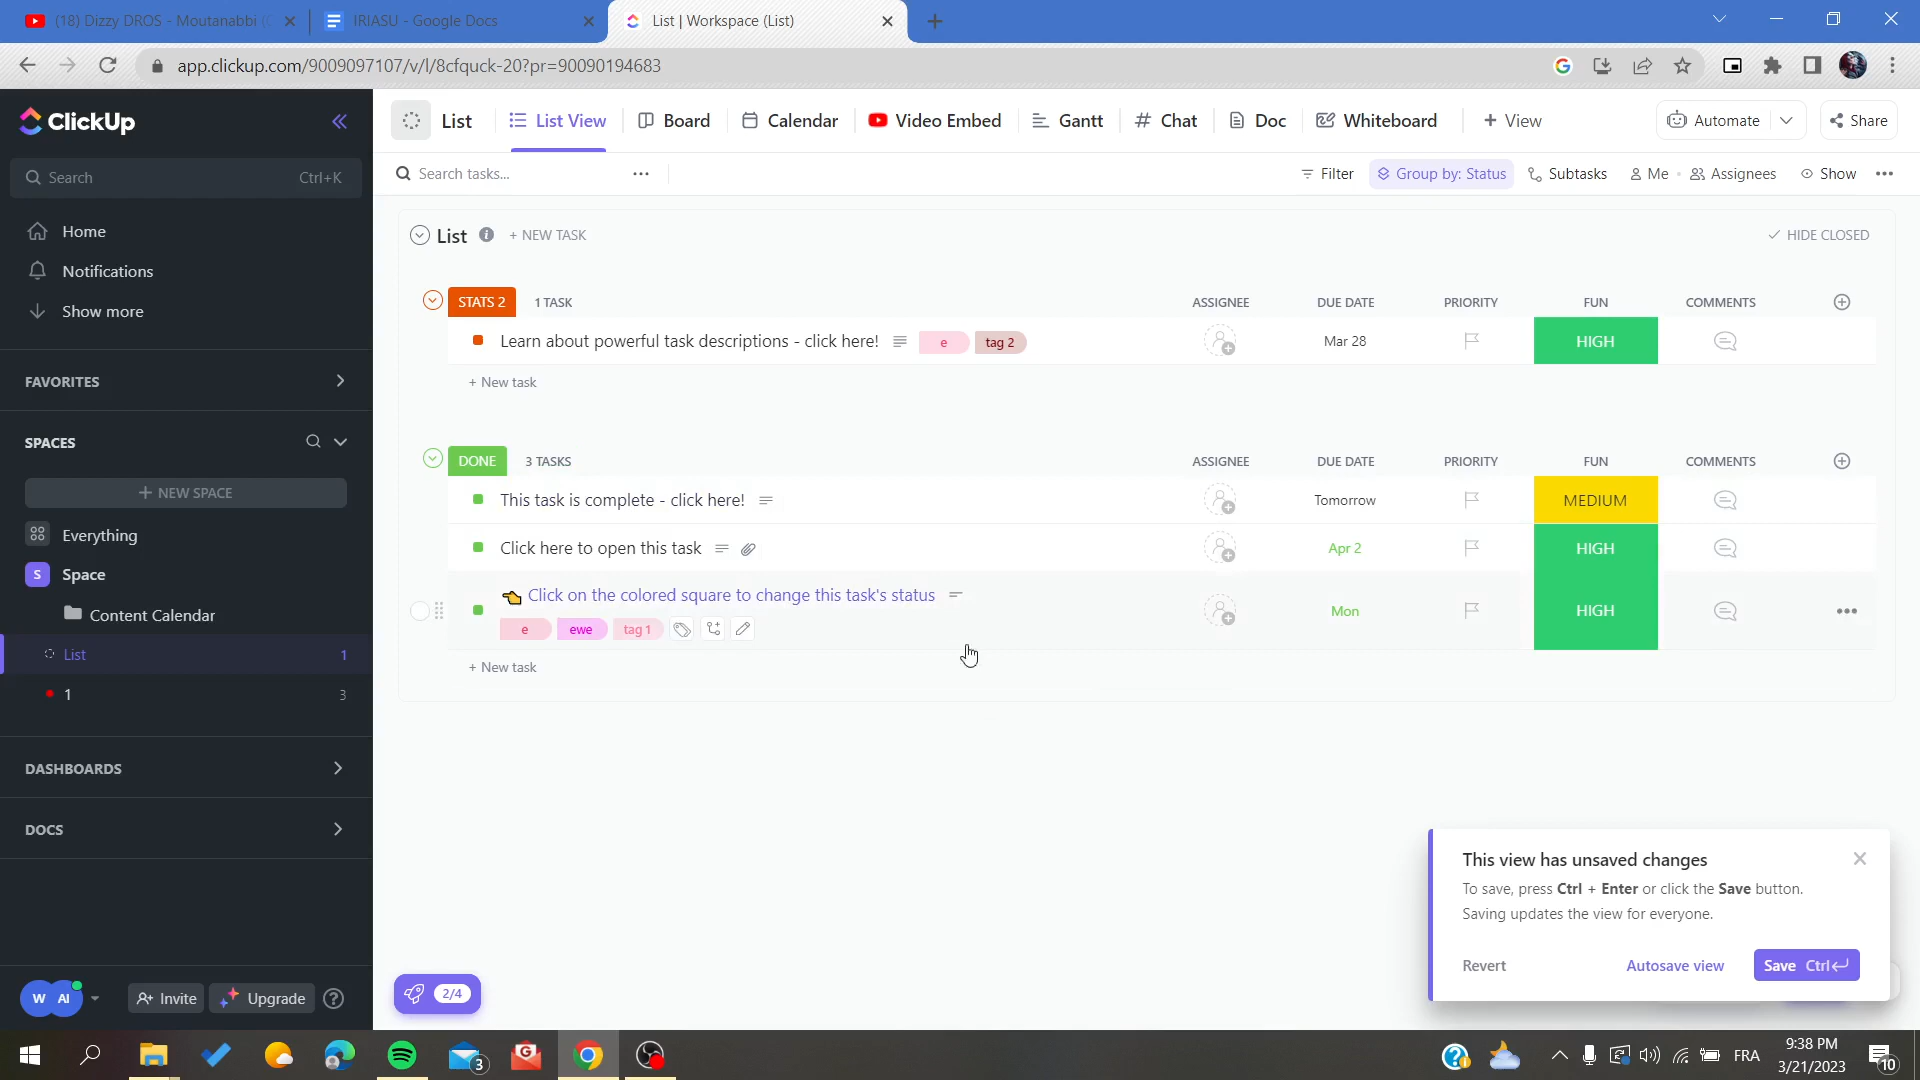 (18) Dizzy DROS - Moutanabbi (
IRIASU - Google Docs
List | Workspace (List)
app.clickup.com/9009097107/v/l/8cfquck-20?pr=90090194683
ClickUp
Search Ctrl+K
Home
Notifications
Show more
FAVORITES
SPACES
+ NEW SPACE
Everything
S Space
Content Calendar
List 1
1 3
DASHBOARDS
DOCS
W AI
Invite
Upgrade
List
List View
Board
Calendar
Video Embed
Gantt
Chat
Doc
Whiteboard
+ View
Automate
Share
Search tasks...
Filter
Group by: Status
Subtasks
Me
Assignees
Show
List + NEW TASK
HIDE CLOSED
STATS 2 1 TASK ASSIGNEE DUE DATE PRIORITY FUN COMMENTS
Learn about powerful task descriptions - click here! e tag 2 Mar 28 HIGH
+ New task
DONE 3 TASKS ASSIGNEE DUE DATE PRIORITY FUN COMMENTS
This task is complete - click here! Tomorrow MEDIUM
Click here to open this task Apr 2 HIGH
Click on the colored square to change this task's status
e ewe tag 1
Mon HIGH
+ New task
This view has unsaved changes
To save, press Ctrl + Enter or click the Save button.
Saving updates the view for everyone.
Revert
Autosave view
Save Ctrl
2/4
3
FRA
9:38 PM
3/21/2023
10